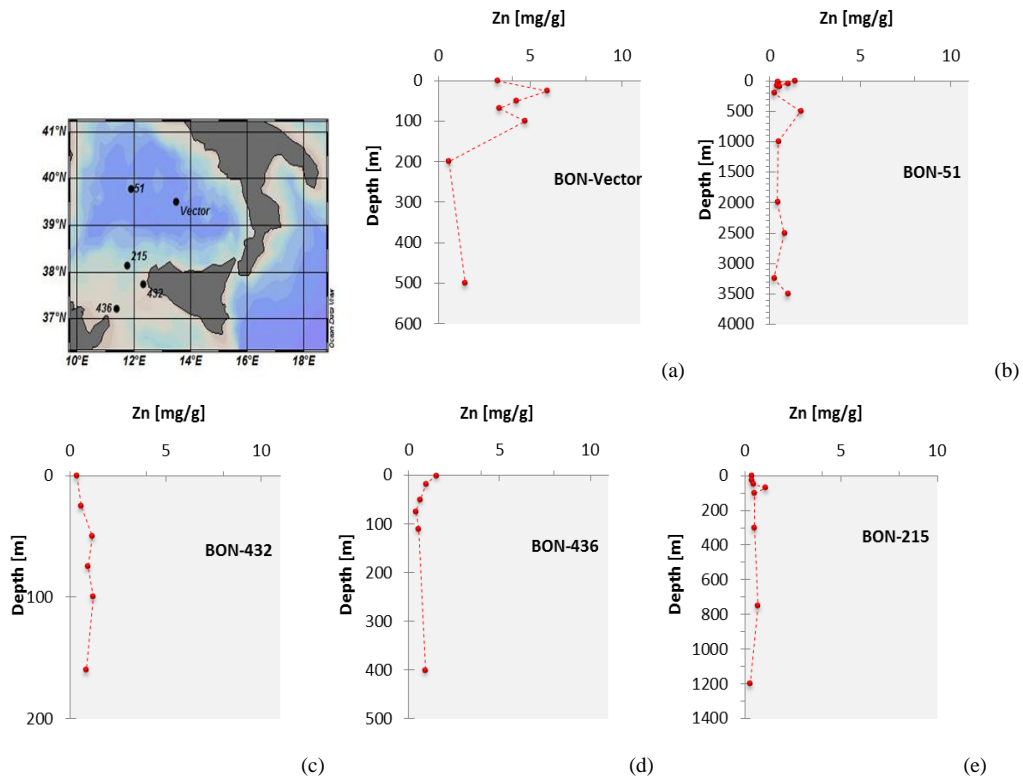 Zn [mg/g]
0 5 10
0
100
200
300
400
500
600
Depth [m]
BON-Vector
(a)
Zn [mg/g]
0 5 10
0
500
1000
1500
2000
2500
3000
3500
4000
Depth [m]
BON-51
(b)
41°N
40°N
39°N
38°N
37°N
10°E 12°E 14°E 16°E 18°E
51
Vector
215
432
436
Ocean Data View
Zn [mg/g]
0 5 10
0
100
200
Depth [m]
BON-432
(c)
Zn [mg/g]
0 5 10
0
100
200
300
400
500
Depth [m]
BON-436
(d)
Zn [mg/g]
0 5 10
0
200
400
600
800
1000
1200
1400
Depth [m]
BON-215
(e)